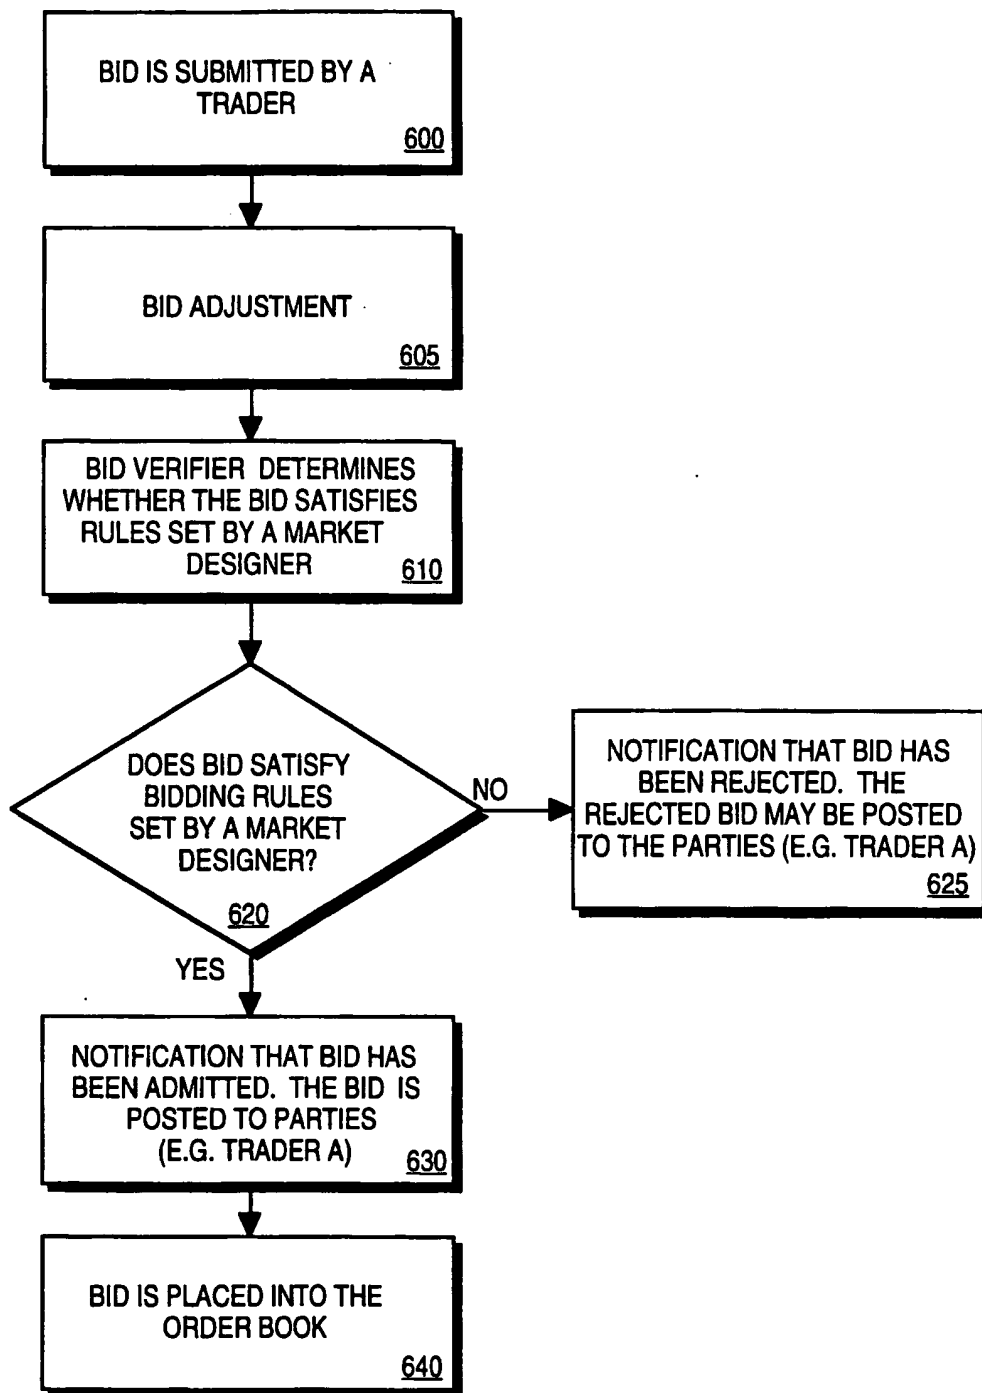 BID IS SUBMITTED BY A
TRADER
600
BID ADJUSTMENT
605
BID VERIFIER DETERMINES
WHETHER THE BID SATISFIES
RULES SET BY A MARKET
DESIGNER
610
DOES BID SATISFY
BIDDING RULES
SET BY A MARKET
DESIGNER?
620
NO
NOTIFICATION THAT BID HAS
BEEN REJECTED. THE
REJECTED BID MAY BE POSTED
TO THE PARTIES (E.G. TRADER A)
625
YES
NOTIFICATION THAT BID HAS
BEEN ADMITTED. THE BID IS
POSTED TO PARTIES
(E.G. TRADER A)
630
BID IS PLACED INTO THE
ORDER BOOK
640